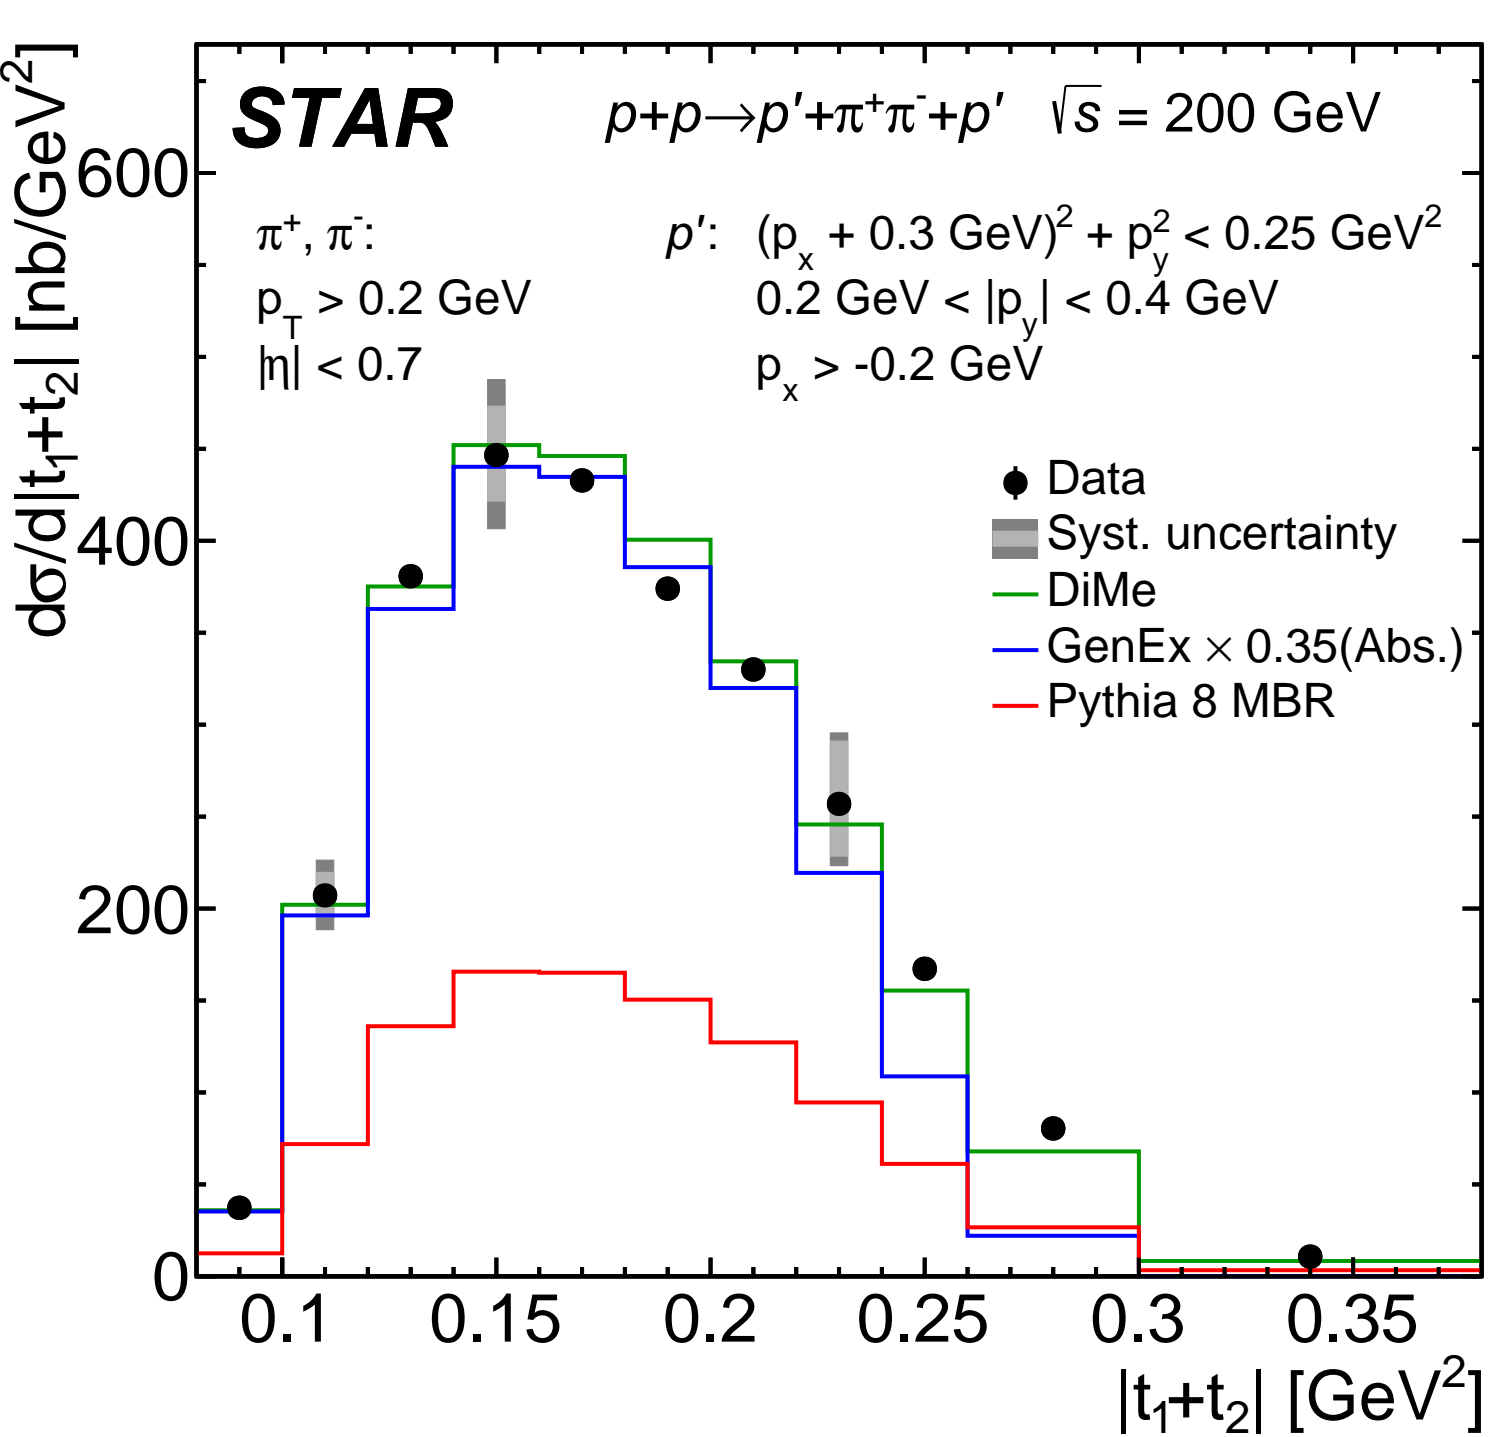 STAR p+p→p′+π⁺π⁻+p′ √s = 200 GeV
π⁺, π⁻: p′: (pₓ + 0.3 GeV)² + p_y² < 0.25 GeV²
p_T > 0.2 GeV 0.2 GeV < |p_y| < 0.4 GeV
|η| < 0.7 pₓ > -0.2 GeV
Data
Syst. uncertainty
DiMe
GenEx × 0.35(Abs.)
Pythia 8 MBR
dσ/d|t₁+t₂| [nb/GeV²]
600
400
200
0
0.1 0.15 0.2 0.25 0.3 0.35
|t₁+t₂| [GeV²]